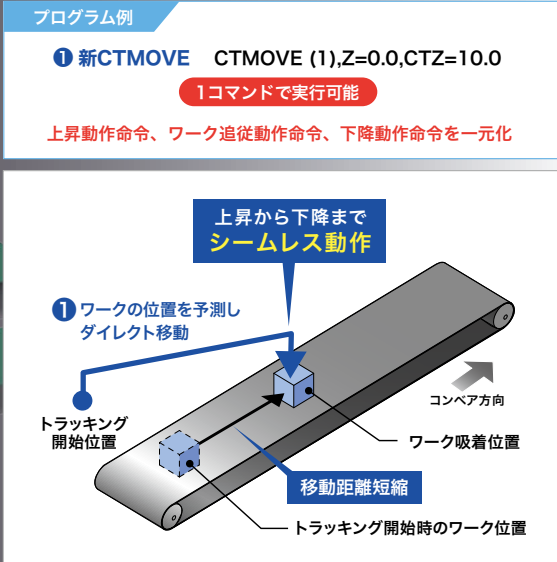 プログラム例
❶ 新CTMOVE CTMOVE (1),Z=0.0,CTZ=10.0
1コマンドで実行可能
上昇動作命令、ワーク追従動作命令、下降動作命令を一元化
上昇から下降まで
シームレス動作
❶ ワークの位置を予測し
ダイレクト移動
トラッキング
開始位置
コンベア方向
ワーク吸着位置
移動距離短縮
トラッキング開始時のワーク位置